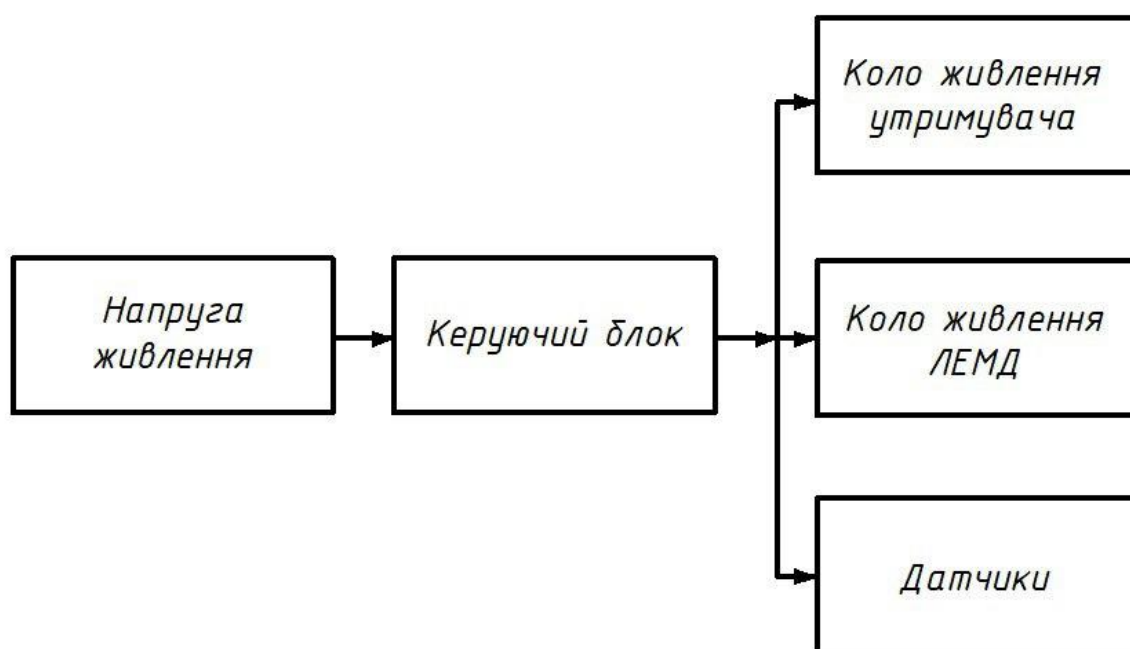 Коло живлення
утримувача
Напруга
живлення
Керуючий блок
Коло живлення
ЛЕМД
Датчики